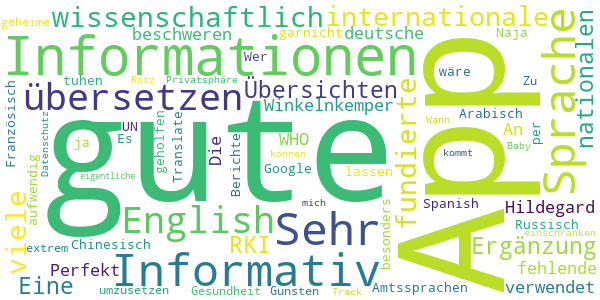 geheime
wissenschaftlich
internationale
beschweren
garnicht
deutsche
Naja
Informationen
Wer
App
Sprache
nationalen
tuhen
Rotz
Privatsphäre
Übersichten
wäre
Zu
übersetzen
Winkelnkemper
fundierte
Französisch
Datenschutz
gute
UN
WHO
Arabisch
An
Wann
per
ja
Es
geholfen
Translate
Die
Berichte
Google
lassen
kommt
Baby
aufwendig
eigentliche
können
viele
English
Sehr
mich
besonders
Spanish
Hildegard
Russisch
einschränken
extrem
Chinesisch
RKI
Ergänzung
Perfekt
Informativ
fehlende
Eine
umzusetzen
Gesundheit
Gunsten
Track
Amtssprachen
verwendet